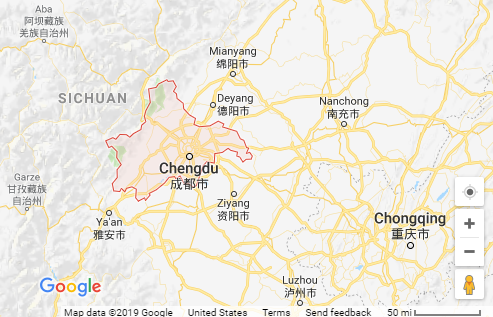 Aba
阿坝藏族
羌族自治州
Mianyang
绵阳市
SICHUAN
Deyang
德阳市
Nanchong
南充市
Chengdu
成都市
Garze
甘孜藏族
自治州
Ya'an
雅安市
Ziyang
资阳市
Chongqing
重庆市
Luzhou
泸州市
+
−
Google
Map data ©2019 Google United States Terms Send feedback 50 mi